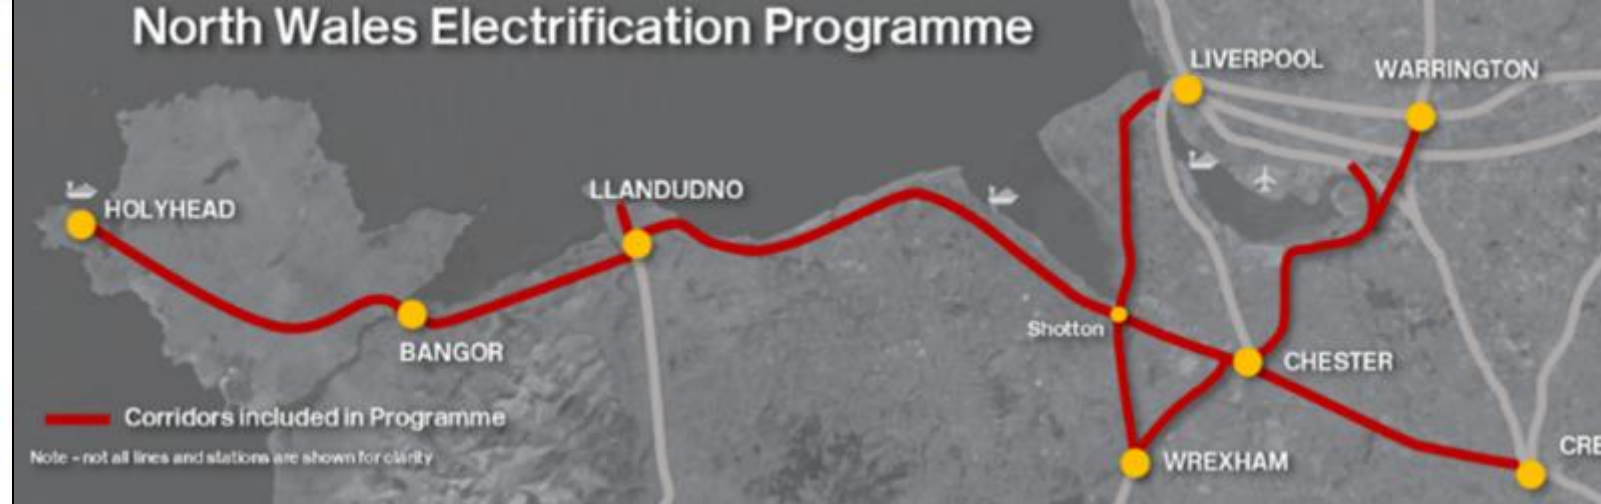 North Wales Electrification Programme
LIVERPOOL
WARRINGTON
LLANDUDNO
HOLYHEAD
Shotton
BANGOR
CHESTER
Corridors included in Programme
Note - not all lines and stations are shown for clarity
CRE
WREXHAM